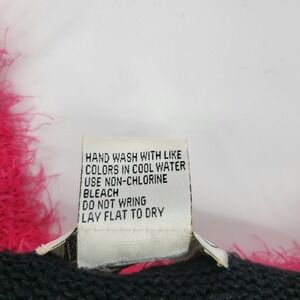 HAND WASH WITH LIKE
COLORS IN COOL WATER
USE NON-CHLORINE
BLEACH
DO NOT WRING
LAY FLAT TO DRY